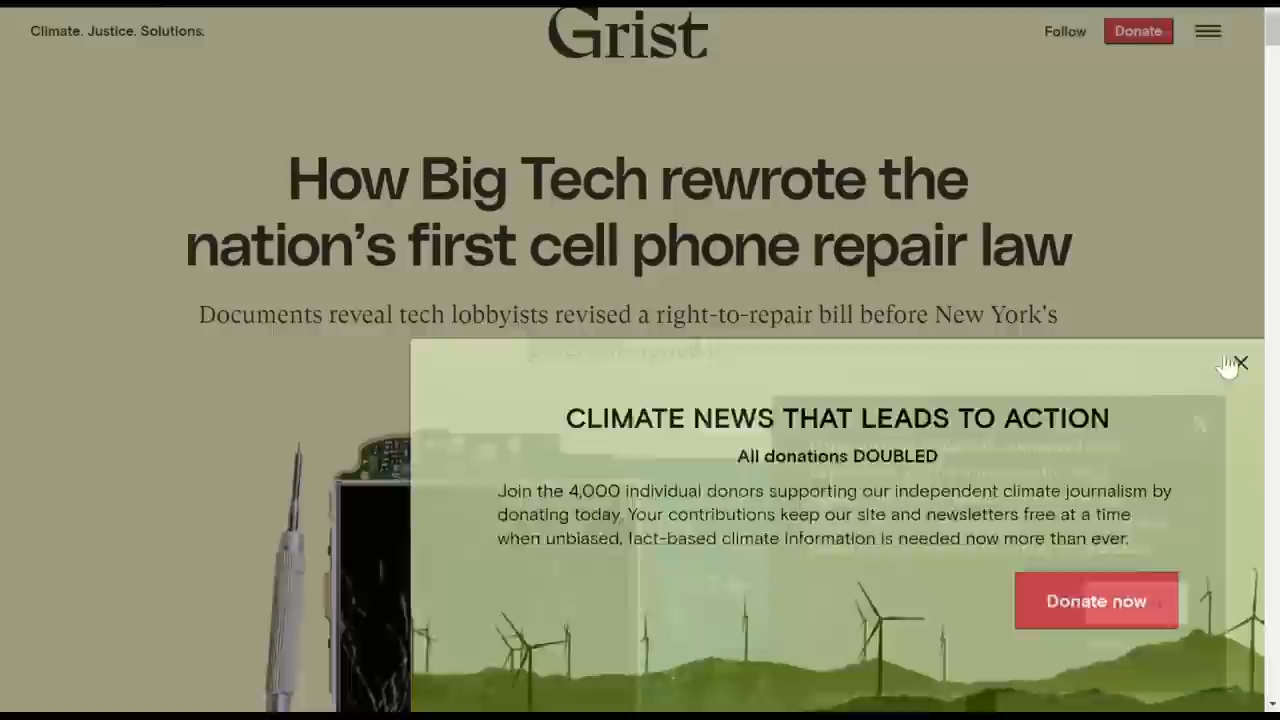 Climate. Justice. Solutions.
Grist
Follow
Donate
How Big Tech rewrote the
nation’s first cell phone repair law
Documents reveal tech lobbyists revised a right-to-repair bill before New York’s
CLIMATE NEWS THAT LEADS TO ACTION
All donations DOUBLED
Join the 4,000 individual donors supporting our independent climate journalism by
donating today. Your contributions keep our site and newsletters free at a time
when unbiased, fact-based climate information is needed now more than ever.
Donate now